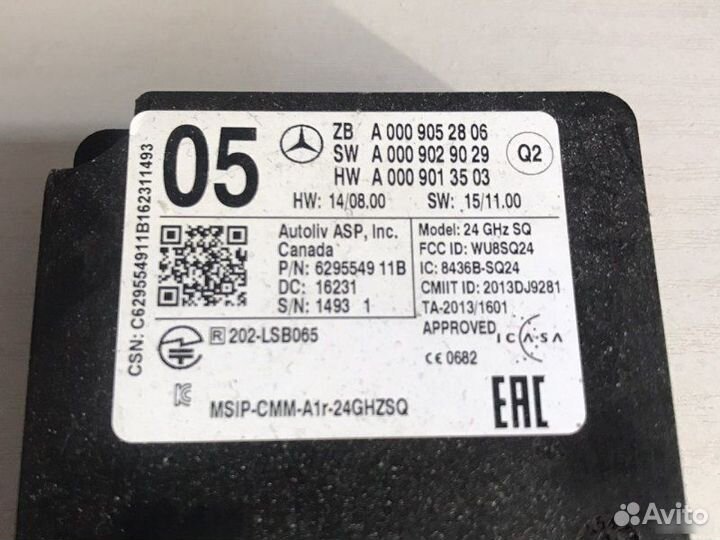 05
ZB A 000 905 28 06
SW A 000 902 90 29
HW A 000 901 35 03
Q2
HW: 14/08.00 SW: 15/11.00
CSN: C629554911B162311493
Autoliv ASP, Inc.
Canada
P/N: 6295549 11B
DC: 16231
S/N: 1493 1
Model: 24 GHz SQ
FCC ID: WU8SQ24
IC: 8436B-SQ24
CMIIT ID: 2013DJ9281
TA-2013/1601
APPROVED
ICASA
R 202-LSB065
CE 0682
KC
MSIP-CMM-A1r-24GHZSQ
EAC
Avito